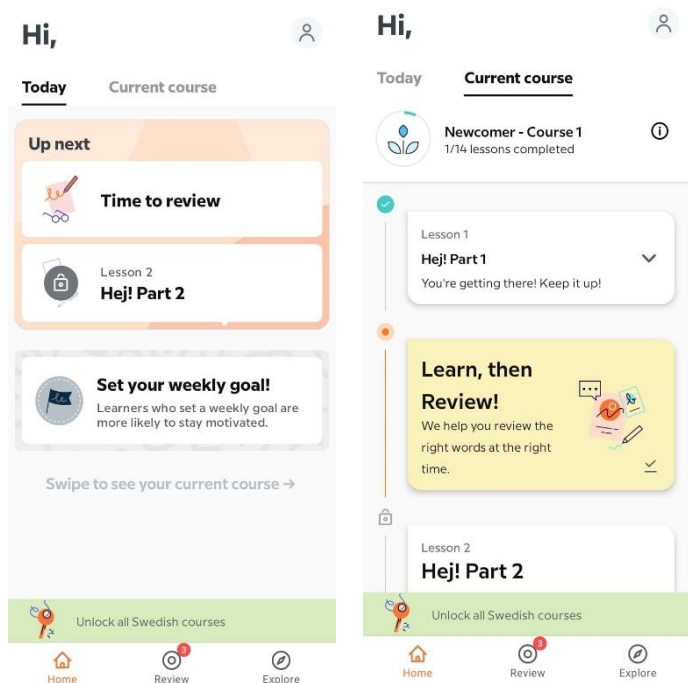 Hi,
Today Current course
Up next
Time to review
Lesson 2
Hej! Part 2
Set your weekly goal!
Learners who set a weekly goal are
more likely to stay motivated.
Swipe to see your current course →
Unlock all Swedish courses
3
Home Review Explore
Hi,
Today Current course
Newcomer - Course 1
1/14 lessons completed
Lesson 1
Hej! Part 1
You're getting there! Keep it up!
Learn, then
Review!
We help you review the
right words at the right
time.
Lesson 2
Hej! Part 2
Unlock all Swedish courses
3
Home Review Explore